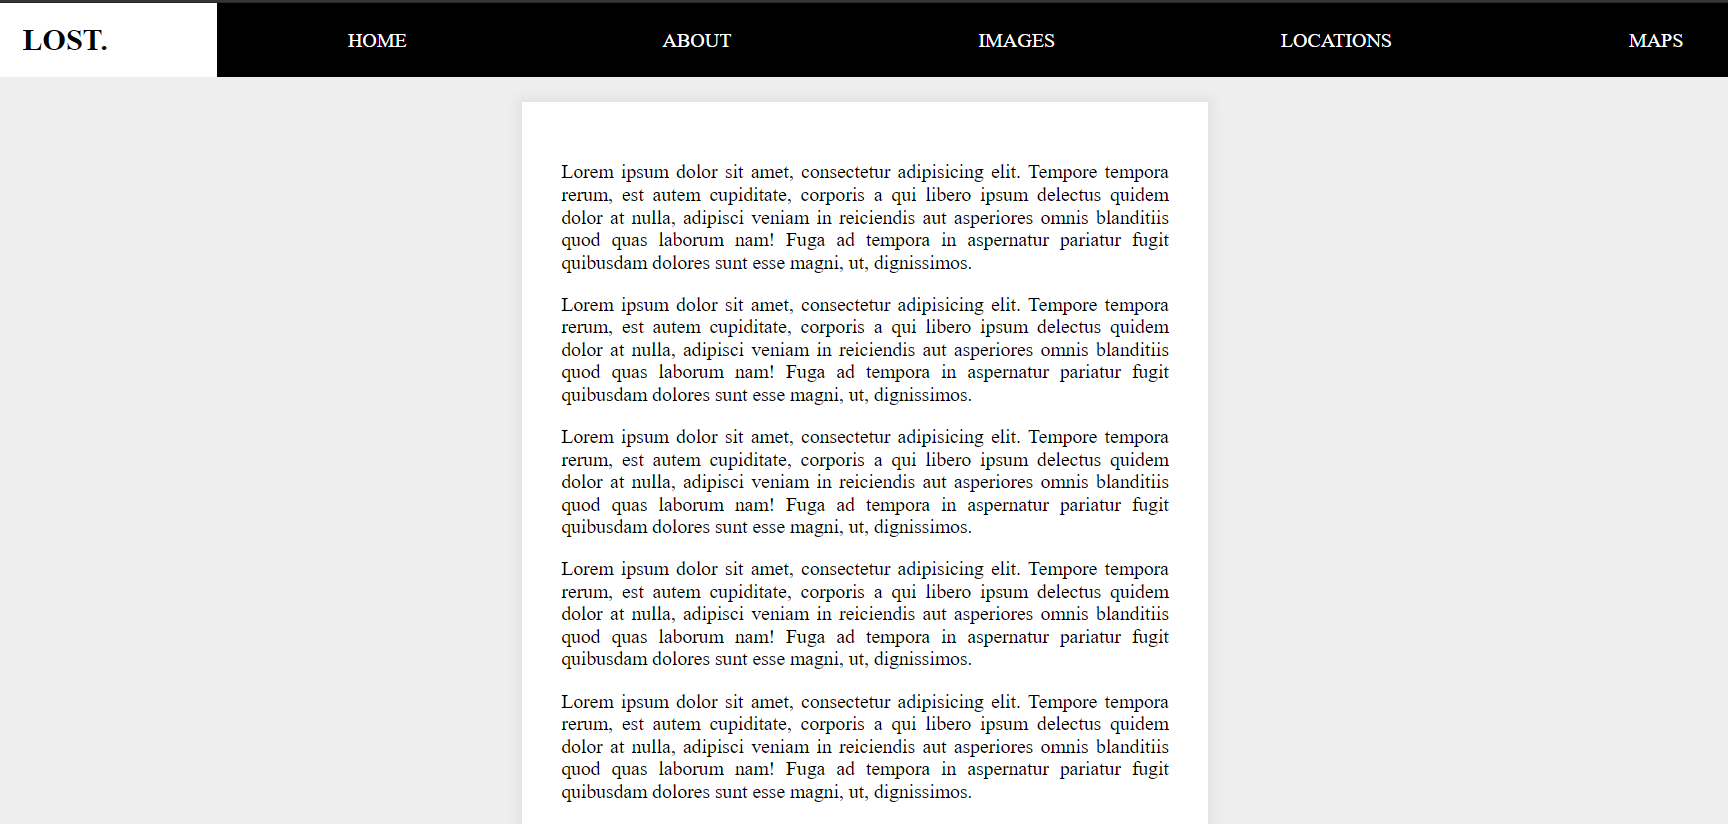 LOST. HOME ABOUT IMAGES LOCATIONS MAPS
Lorem ipsum dolor sit amet, consectetur adipisicing elit. Tempore tempora
rerum, est autem cupiditate, corporis a qui libero ipsum delectus quidem
dolor at nulla, adipisci veniam in reiciendis aut asperiores omnis blanditiis
quod quas laborum nam! Fuga ad tempora in aspernatur pariatur fugit
quibusdam dolores sunt esse magni, ut, dignissimos.
Lorem ipsum dolor sit amet, consectetur adipisicing elit. Tempore tempora
rerum, est autem cupiditate, corporis a qui libero ipsum delectus quidem
dolor at nulla, adipisci veniam in reiciendis aut asperiores omnis blanditiis
quod quas laborum nam! Fuga ad tempora in aspernatur pariatur fugit
quibusdam dolores sunt esse magni, ut, dignissimos.
Lorem ipsum dolor sit amet, consectetur adipisicing elit. Tempore tempora
rerum, est autem cupiditate, corporis a qui libero ipsum delectus quidem
dolor at nulla, adipisci veniam in reiciendis aut asperiores omnis blanditiis
quod quas laborum nam! Fuga ad tempora in aspernatur pariatur fugit
quibusdam dolores sunt esse magni, ut, dignissimos.
Lorem ipsum dolor sit amet, consectetur adipisicing elit. Tempore tempora
rerum, est autem cupiditate, corporis a qui libero ipsum delectus quidem
dolor at nulla, adipisci veniam in reiciendis aut asperiores omnis blanditiis
quod quas laborum nam! Fuga ad tempora in aspernatur pariatur fugit
quibusdam dolores sunt esse magni, ut, dignissimos.
Lorem ipsum dolor sit amet, consectetur adipisicing elit. Tempore tempora
rerum, est autem cupiditate, corporis a qui libero ipsum delectus quidem
dolor at nulla, adipisci veniam in reiciendis aut asperiores omnis blanditiis
quod quas laborum nam! Fuga ad tempora in aspernatur pariatur fugit
quibusdam dolores sunt esse magni, ut, dignissimos.